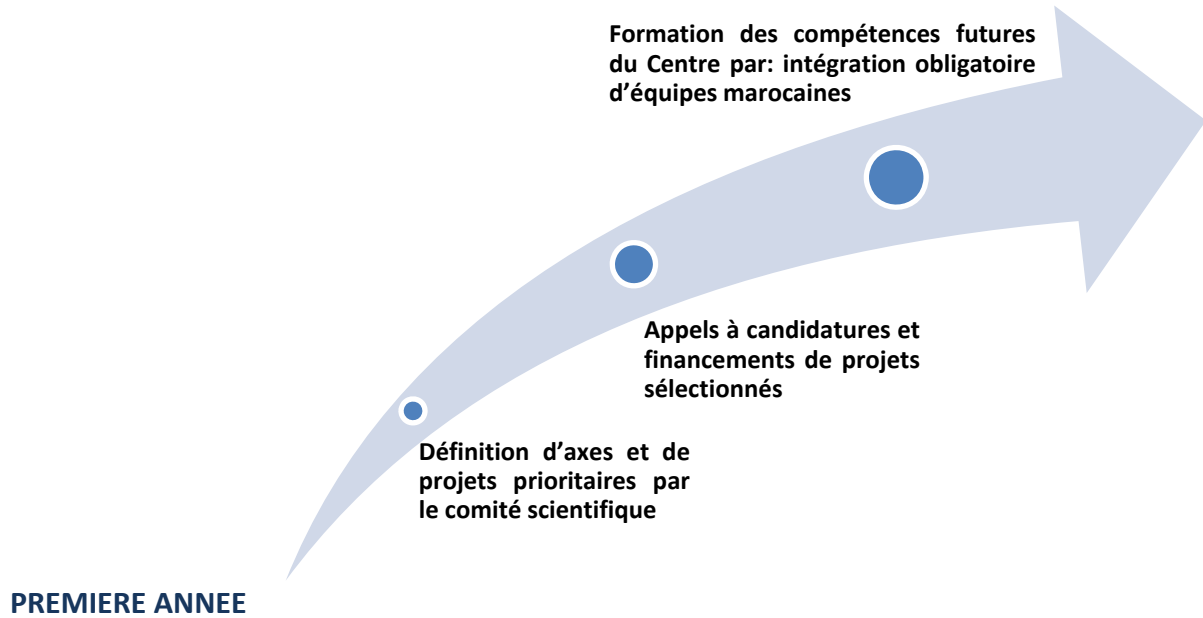 Formation des compétences futures
du Centre par: intégration obligatoire
d’équipes marocaines
Appels à candidatures et
financements de projets
sélectionnés
Définition d’axes et de
projets prioritaires par
le comité scientifique
PREMIERE ANNEE